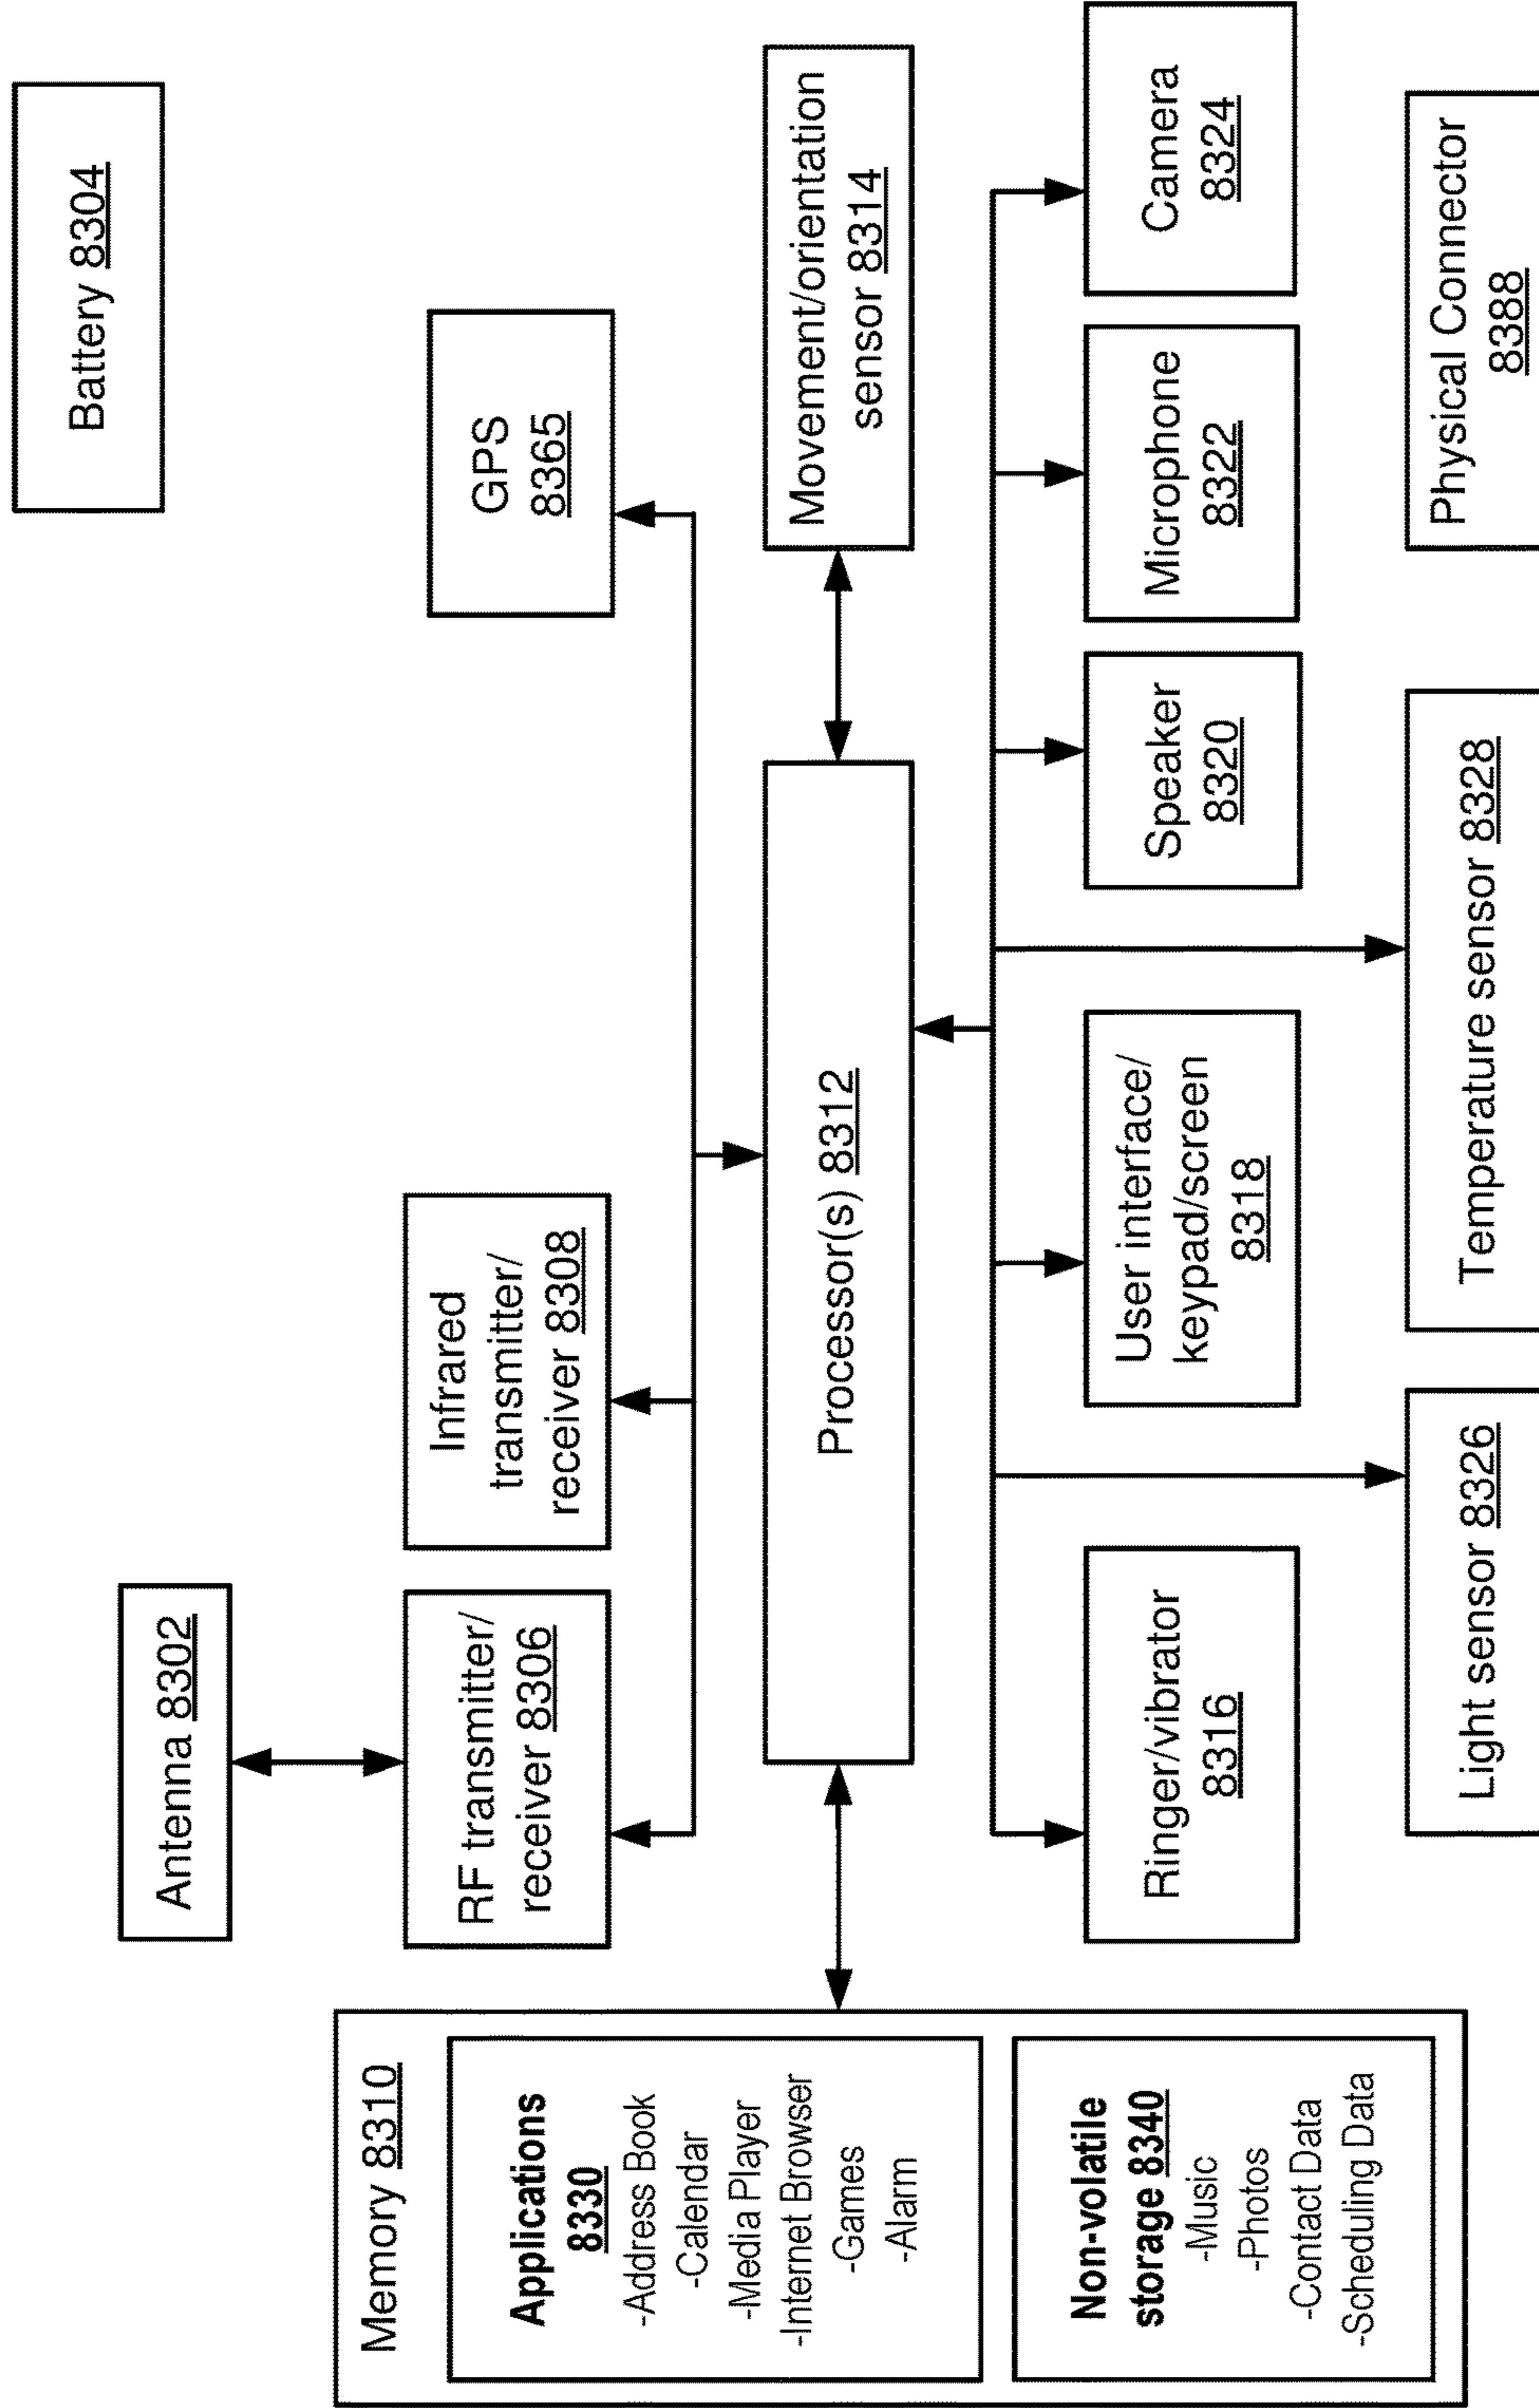 Battery 8304
Antenna 8302
RF transmitter/
receiver 8306
Infrared
transmitter/
receiver 8308
GPS
8365
Memory 8310
Applications
8330
-Address Book
-Calendar
-Media Player
-Internet Browser
-Games
-Alarm
Non-volatile
storage 8340
-Music
-Photos
-Contact Data
-Scheduling Data
Processor(s) 8312
Movement/orientation
sensor 8314
Ringer/vibrator
8316
User interface/
keypad/screen
8318
Speaker
8320
Microphone
8322
Camera
8324
Light sensor 8326
Temperature sensor 8328
Physical Connector
8388